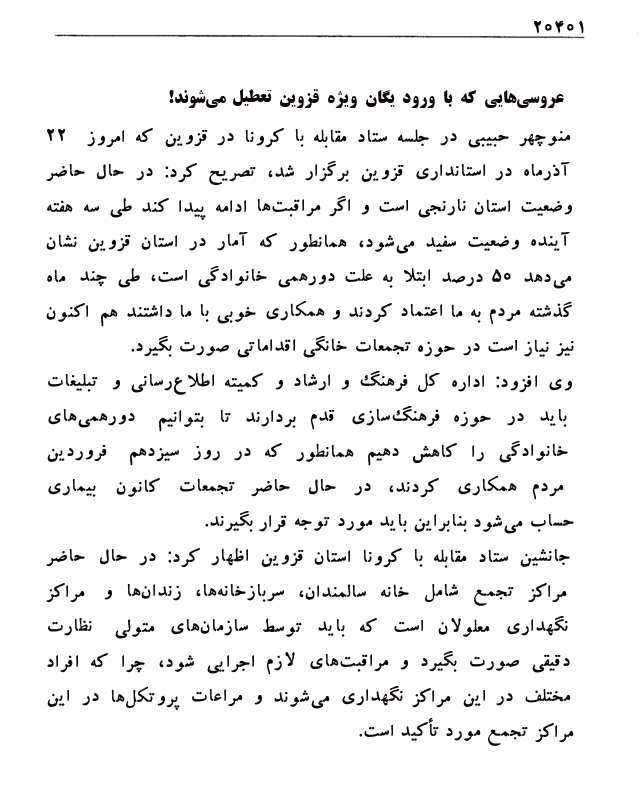 ۲۰۴۰۱
عروسی‌هایی که با ورود یگان ویژه قزوین تعطیل می‌شوند!
منوچهر حبیبی در جلسه ستاد مقابله با کرونا در قزوین که امروز ۲۲
آذرماه در استانداری قزوین برگزار شد، تصریح کرد: در حال حاضر
وضعیت استان نارنجی است و اگر مراقبت‌ها ادامه پیدا کند طی سه هفته
آینده وضعیت سفید می‌شود، همانطور که آمار در استان قزوین نشان
می‌دهد ۵۰ درصد ابتلا به علت دورهمی خانوادگی است، طی چند ماه
گذشته مردم به ما اعتماد کردند و همکاری خوبی با ما داشتند هم اکنون
نیز نیاز است در حوزه تجمعات خانگی اقداماتی صورت بگیرد.
وی افزود: اداره کل فرهنگ و ارشاد و کمیته اطلاع‌رسانی و تبلیغات
باید در حوزه فرهنگ‌سازی قدم بردارند تا بتوانیم دورهمی‌های
خانوادگی را کاهش دهیم همانطور که در روز سیزدهم فروردین
مردم همکاری کردند، در حال حاضر تجمعات کانون بیماری
حساب می‌شود بنابراین باید مورد توجه قرار بگیرند.
جانشین ستاد مقابله با کرونا استان قزوین اظهار کرد: در حال حاضر
مراکز تجمع شامل خانه سالمندان، سربازخانه‌ها، زندان‌ها و مراکز
نگهداری معلولان است که باید توسط سازمان‌های متولی نظارت
دقیقی صورت بگیرد و مراقبت‌های لازم اجرایی شود، چرا که افراد
مختلف در این مراکز نگهداری می‌شوند و مراعات پروتکل‌ها در این
مراکز تجمع مورد تأکید است.